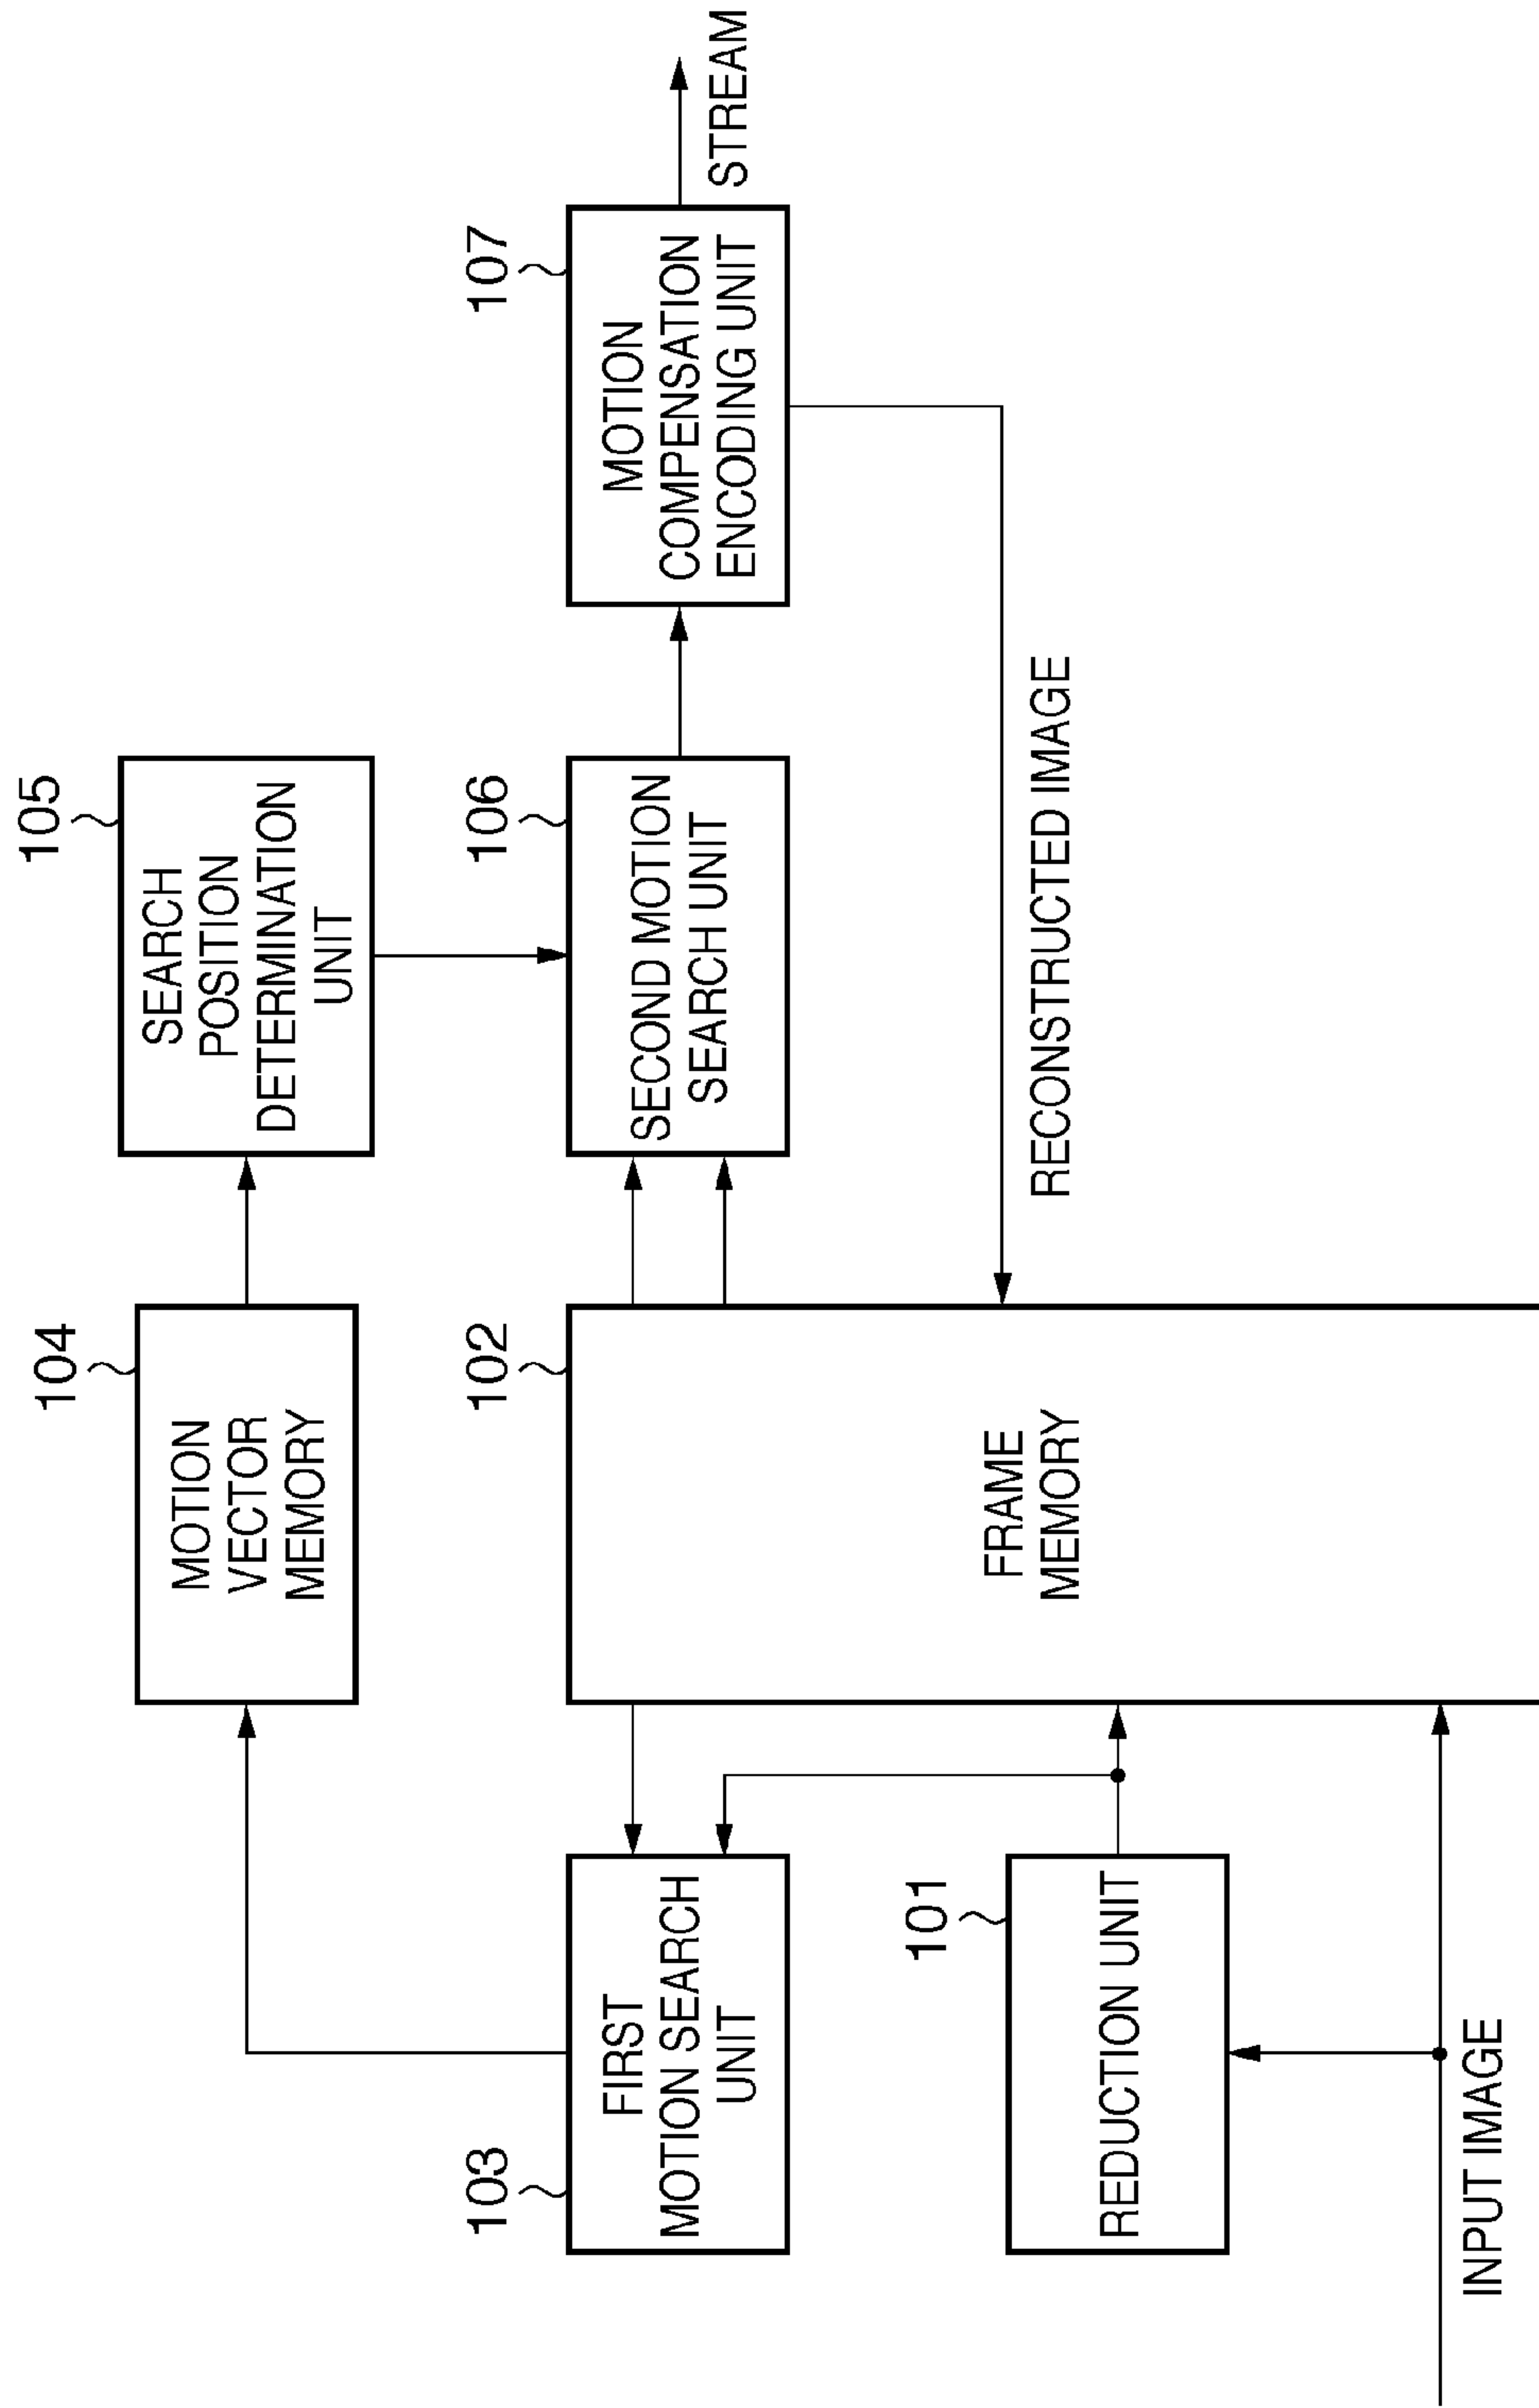 104
MOTION
VECTOR
MEMORY
105
SEARCH
POSITION
DETERMINATION
UNIT
103
FIRST
MOTION SEARCH
UNIT
102
FRAME
MEMORY
106
SECOND MOTION
SEARCH UNIT
107
MOTION
COMPENSATION
ENCODING UNIT
STREAM
101
REDUCTION UNIT
RECONSTRUCTED IMAGE
INPUT IMAGE